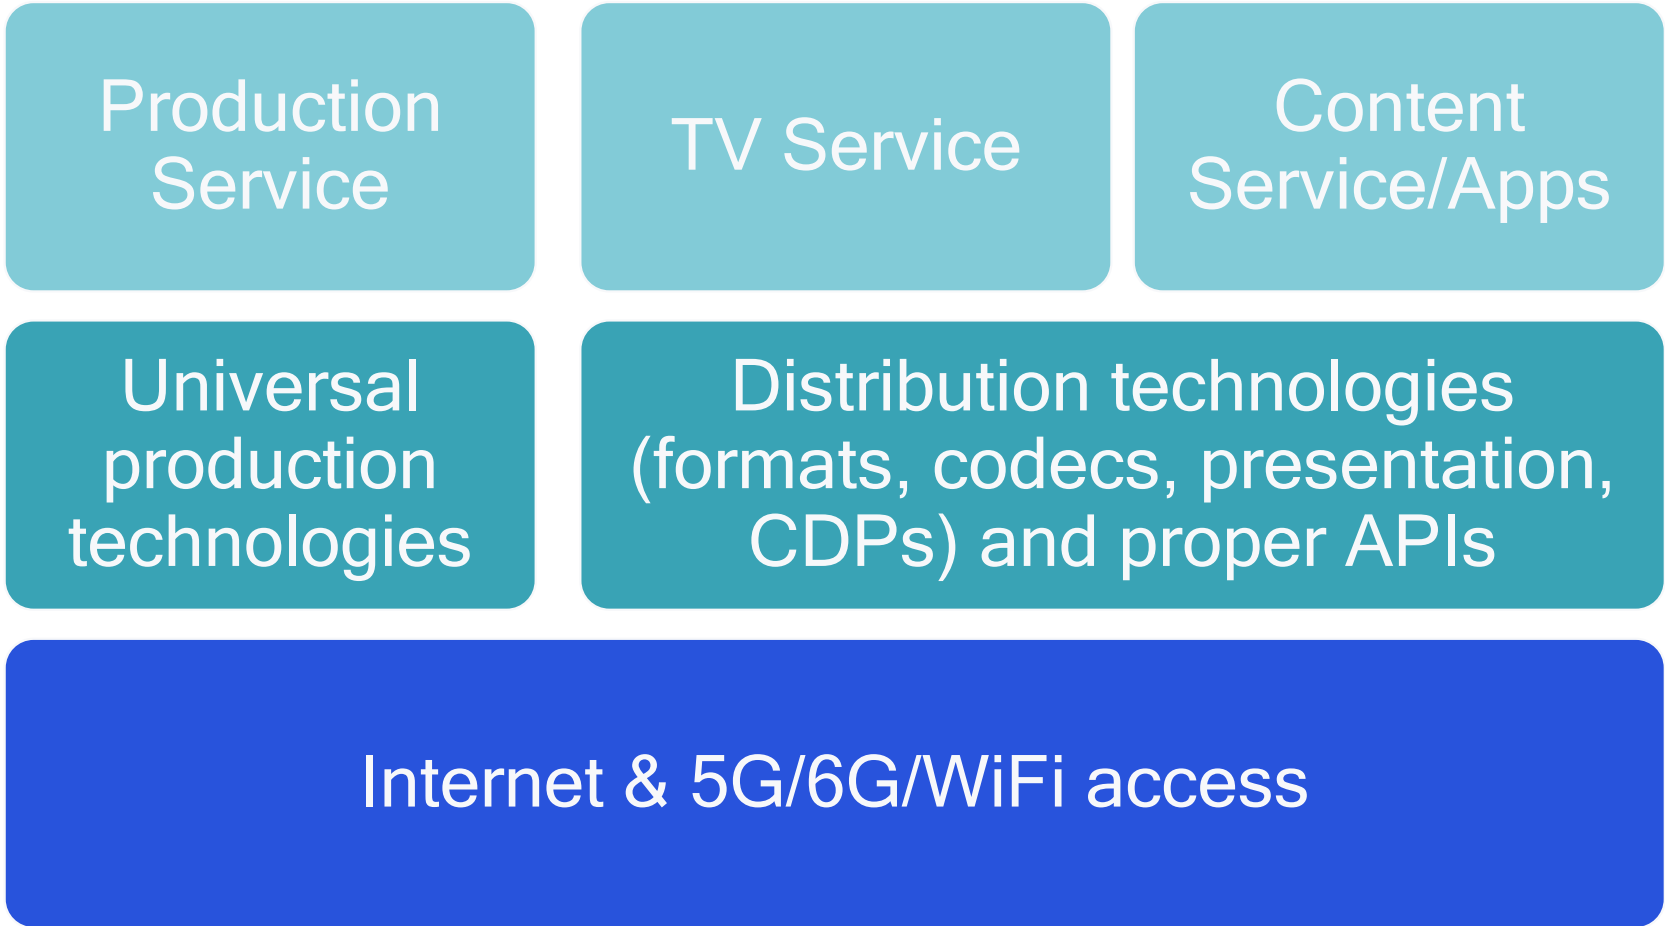 Production
Service
TV Service
Content
Service/Apps
Universal
production
technologies
Distribution technologies
(formats, codecs, presentation,
CDPs) and proper APIs
Internet & 5G/6G/WiFi access